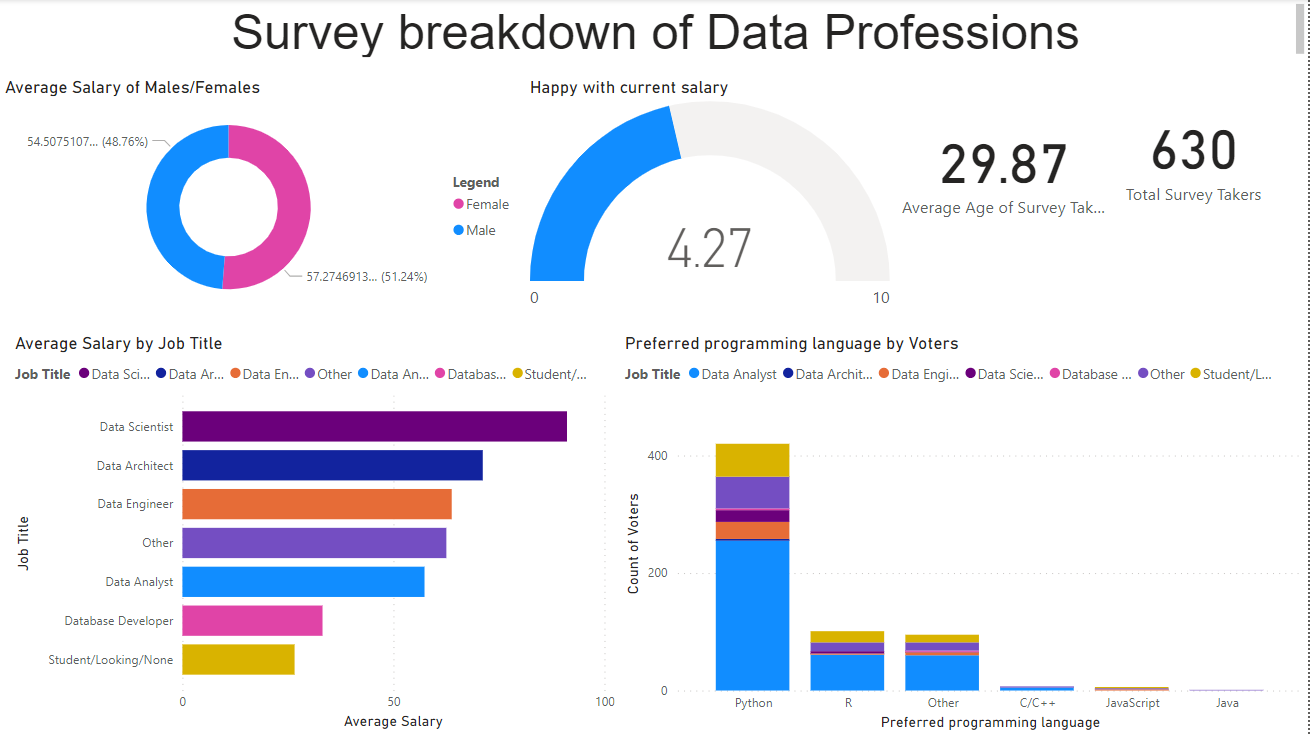 Survey breakdown of Data Professions
Average Salary of Males/Females
54.5075107... (48.76%)
57.2746913... (51.24%)
Legend
Female
Male
Happy with current salary
4.27
0
10
29.87
Average Age of Survey Tak...
630
Total Survey Takers
Average Salary by Job Title
Job Title Data Sci... Data Ar... Data En... Other Data An... Databas... Student/...
Job Title
Data Scientist
Data Architect
Data Engineer
Other
Data Analyst
Database Developer
Student/Looking/None
0 50 100
Average Salary
Preferred programming language by Voters
Job Title Data Analyst Data Archit... Data Engi... Data Scie... Database ... Other Student/L...
Count of Voters
400
200
0
Python R Other C/C++ JavaScript Java
Preferred programming language